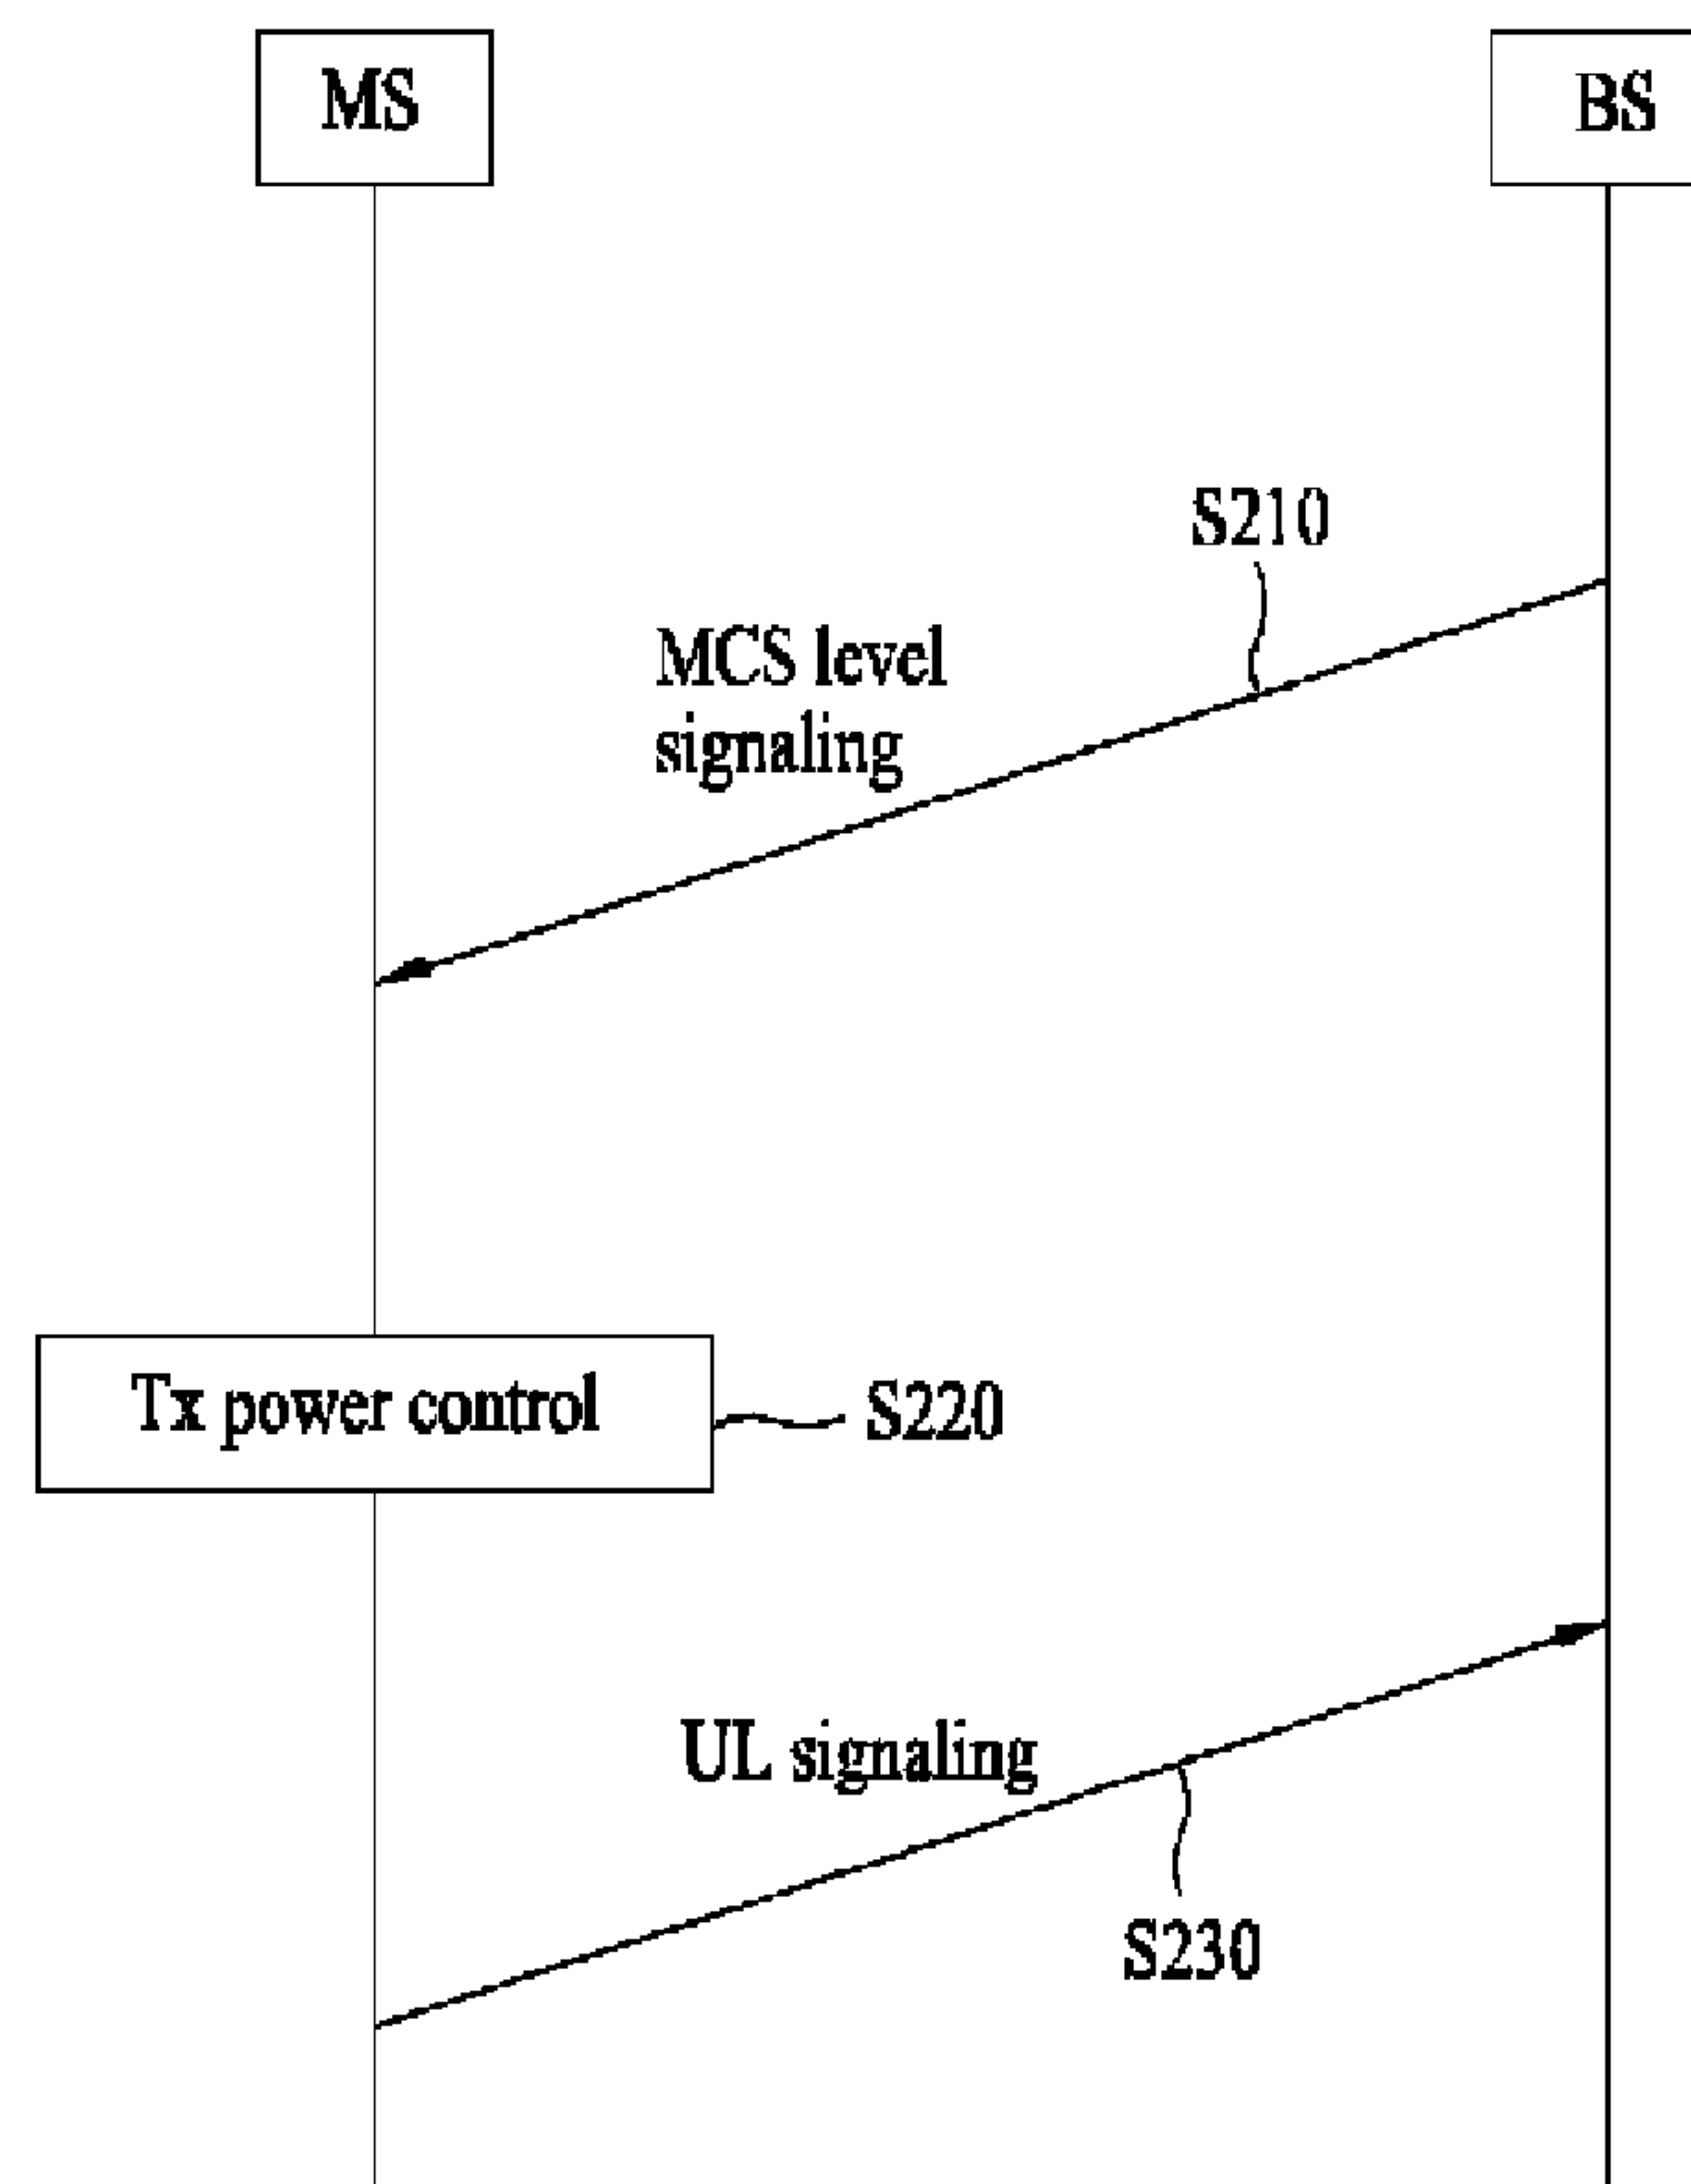 MS
BS
S210
MCS level
signaling
Tx power control
S220
UL signaling
S230